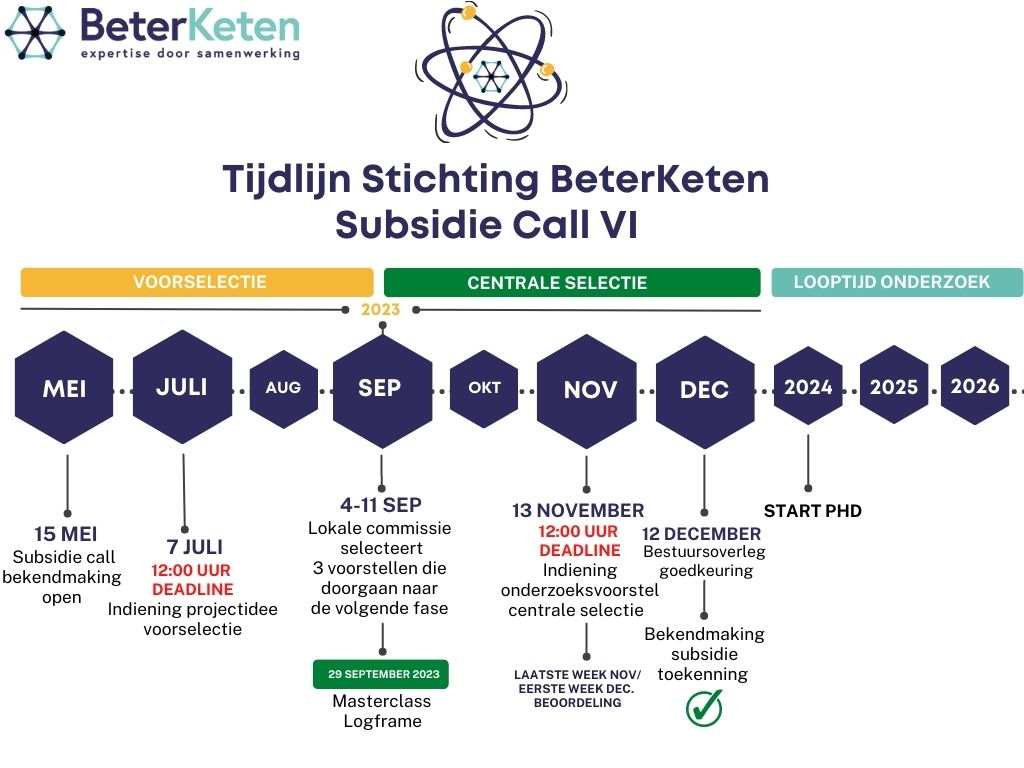 BeterKeten
expertise door samenwerking
Tijdlijn Stichting BeterKeten
Subsidie Call VI
VOORSELECTIE
CENTRALE SELECTIE
LOOPTIJD ONDERZOEK
2023
MEI
JULI
AUG
SEP
OKT
NOV
DEC
2024
2025
2026
15 MEI
Subsidie call
bekendmaking
open
7 JULI
12:00 UUR
DEADLINE
Indiening projectidee
voorselectie
4-11 SEP
Lokale commissie
selecteert
3 voorstellen die
doorgaan naar
de volgende fase
29 SEPTEMBER 2023
Masterclass
Logframe
13 NOVEMBER
12:00 UUR
DEADLINE
Indiening
onderzoeksvoorstel
centrale selectie
LAATSTE WEEK NOV/
EERSTE WEEK DEC.
BEOORDELING
12 DECEMBER
Bestuursoverleg
goedkeuring
Bekendmaking
subsidie
toekenning
START PHD